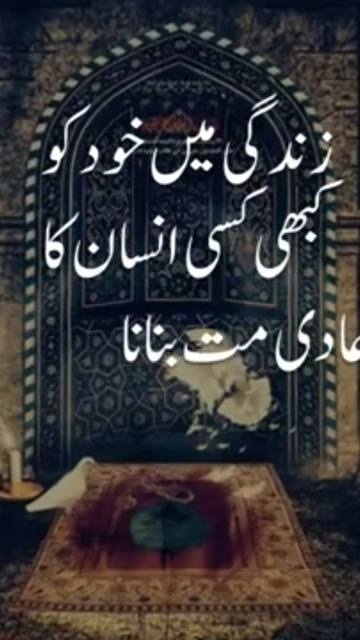 زندگی میں خود کو
کبھی کسی انسان کا
عادی مت بنانا